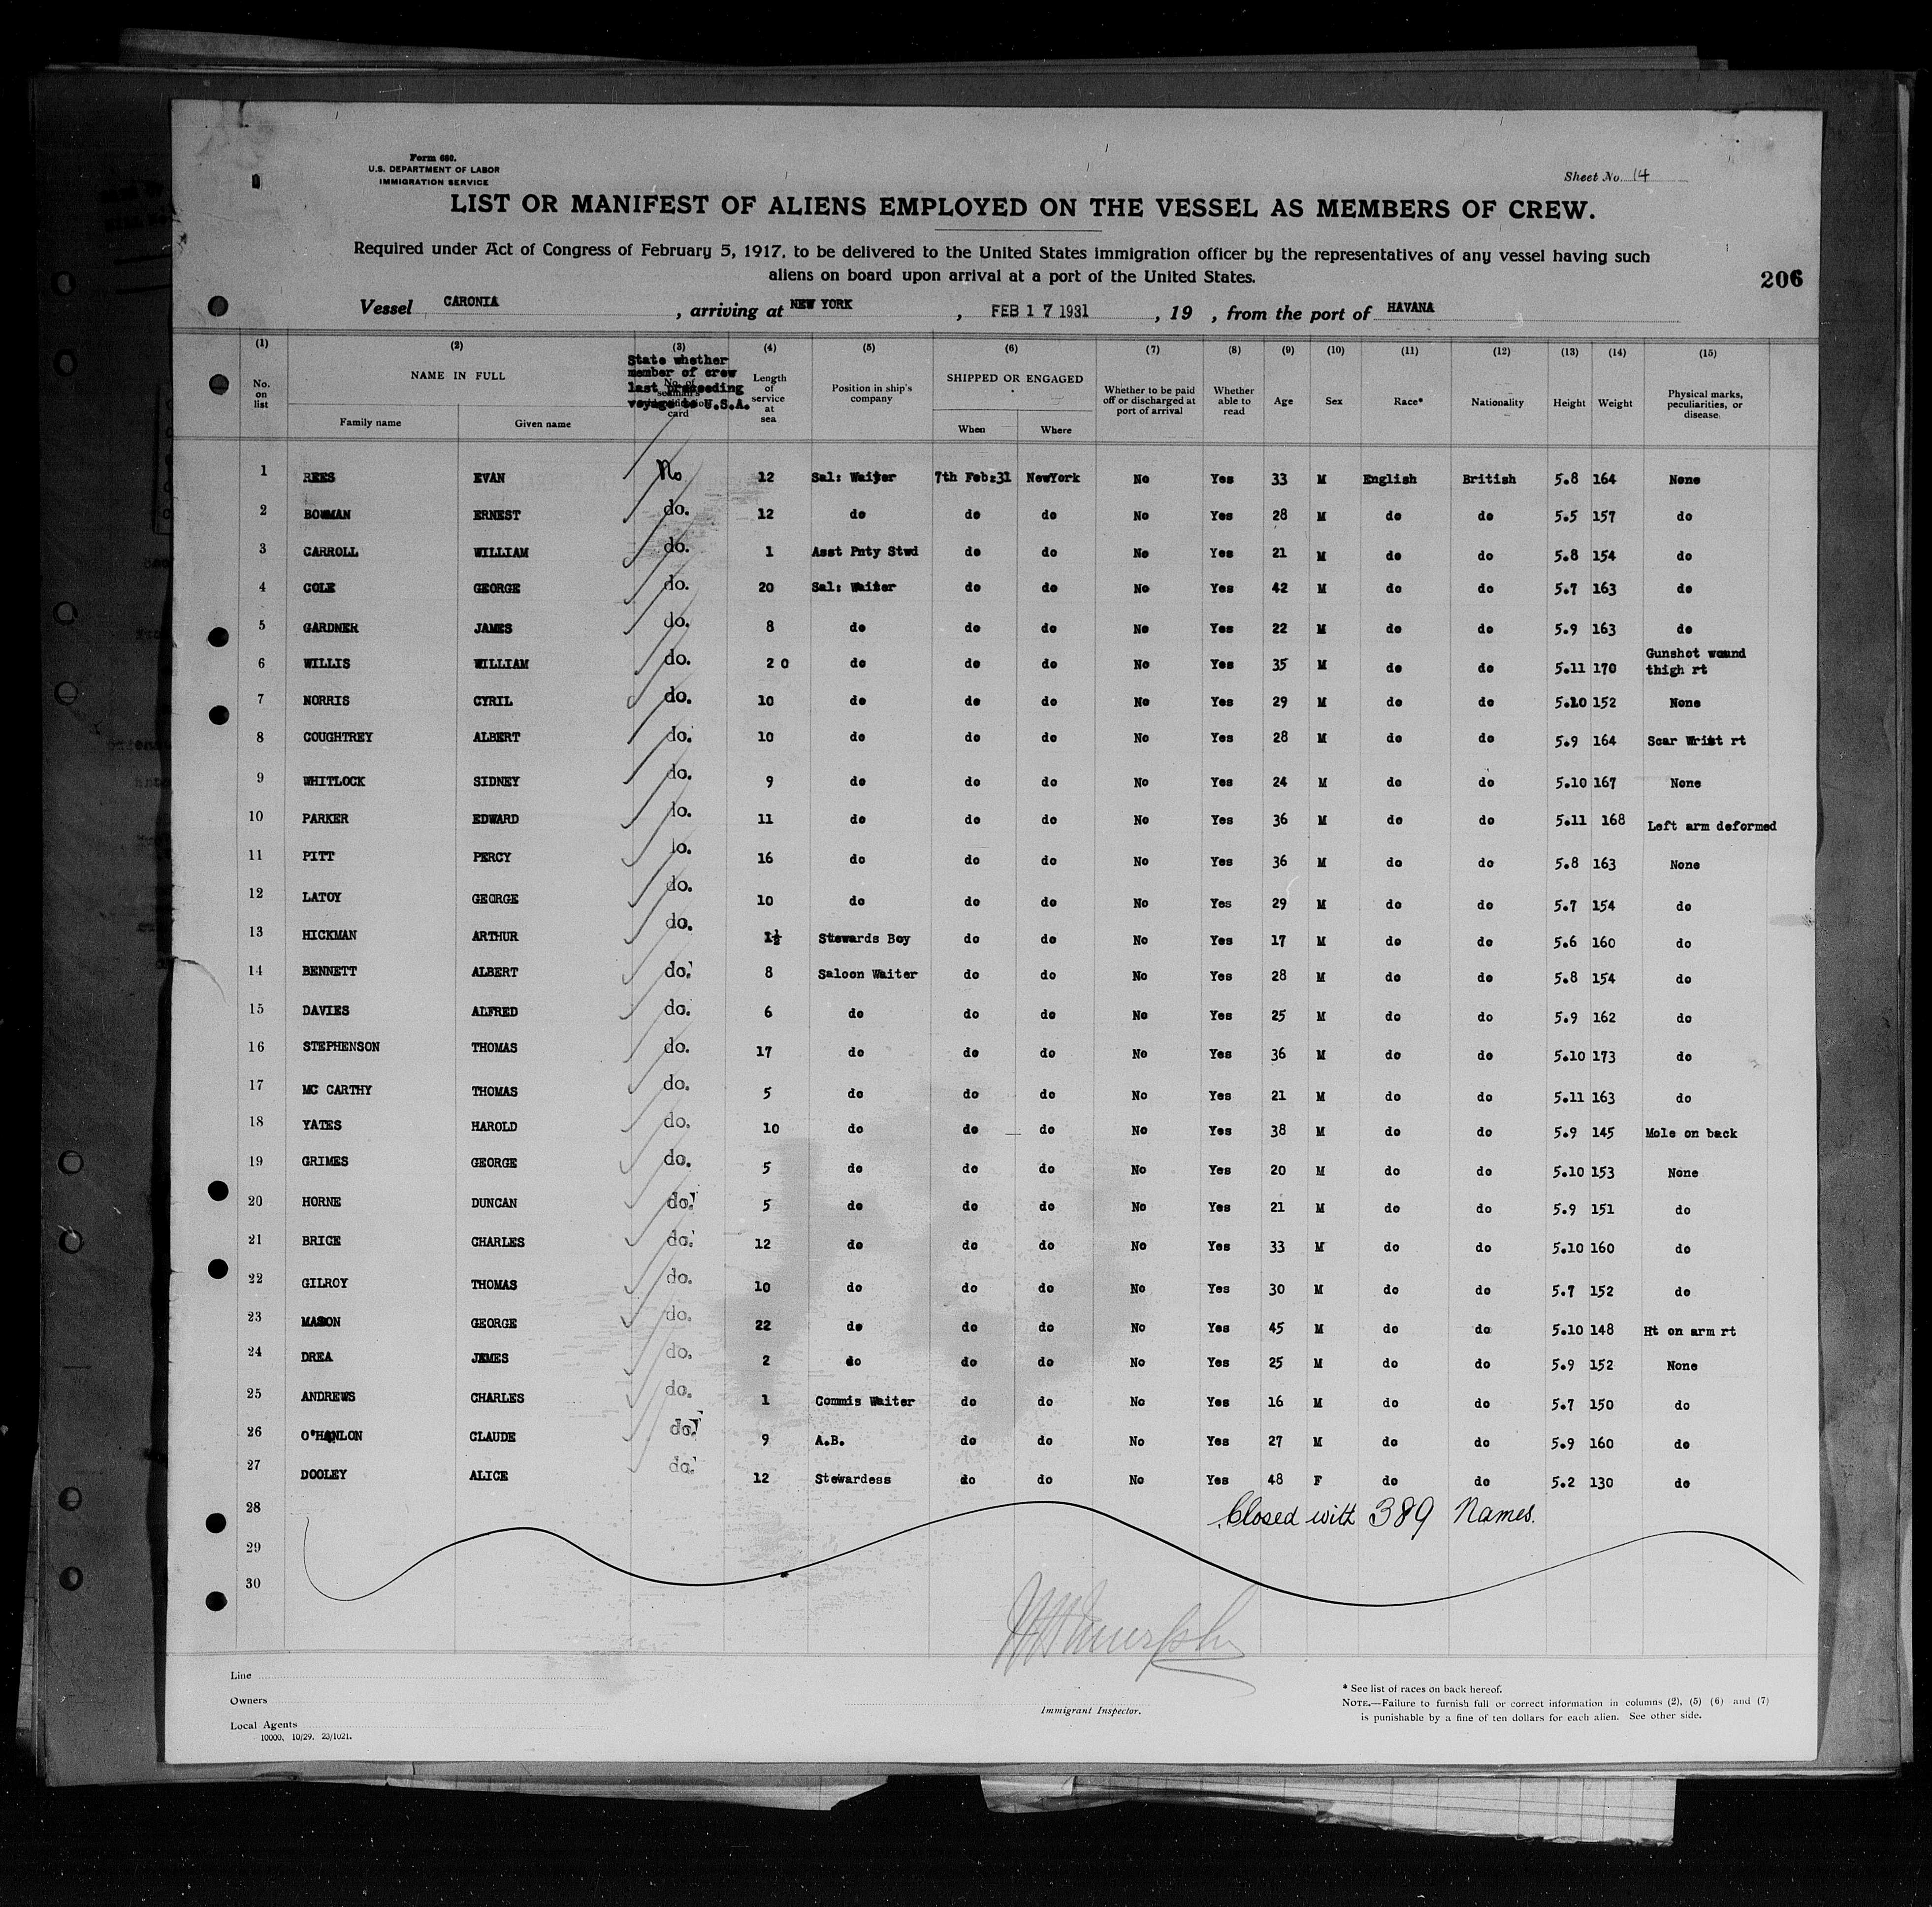 Form 680.
U.S. DEPARTMENT OF LABOR
IMMIGRATION SERVICE
Sheet No. 14
LIST OR MANIFEST OF ALIENS EMPLOYED ON THE VESSEL AS MEMBERS OF CREW.
Required under Act of Congress of February 5, 1917, to be delivered to the United States immigration officer by the representatives of any vessel having such
aliens on board upon arrival at a port of the United States.
206
Vessel CARONIA, arriving at NEW YORK, FEB 17 1931, 19 , from the port of HAVANA
(1) (2) (3) (4) (5) (6) (7) (8) (9) (10) (11) (12) (13) (14) (15)
No. on list
NAME IN FULL
Family name Given name
State whether
member of crew
last preceeding
voyage to U.S.A.
card
Length of service at sea
Position in ship's company
SHIPPED OR ENGAGED
When Where
Whether to be paid off or discharged at port of arrival
Whether able to read
Age Sex Race* Nationality Height Weight
Physical marks, peculiarities, or disease.
1 REES EVAN No 12 Sal: Waiter 7th Feb:31 NewYork No Yes 33 M English British 5.8 164 None
2 BOWMAN ERNEST do. 12 do do do No Yes 28 M do do 5.5 157 do
3 CARROLL WILLIAM do. 1 Asst Pnty Stwd do do No Yes 21 M do do 5.8 154 do
4 COLE GEORGE do. 20 Sal: Waiter do do No Yes 42 M do do 5.7 163 do
5 GARDNER JAMES do. 8 do do do No Yes 22 M do do 5.9 163 do
6 WILLIS WILLIAM do. 20 do do do No Yes 35 M do do 5.11 170 Gunshot wound thigh rt
7 NORRIS CYRIL do. 10 do do do No Yes 29 M do do 5.10 152 None
8 COUGHTREY ALBERT do. 10 do do do No Yes 28 M do do 5.9 164 Scar Wrist rt
9 WHITLOCK SIDNEY do. 9 do do do No Yes 24 M do do 5.10 167 None
10 PARKER EDWARD do. 11 do do do No Yes 36 M do do 5.11 168 Left arm deformed
11 PITT PERCY do. 16 do do do No Yes 36 M do do 5.8 163 None
12 LATOY GEORGE do. 10 do do do No Yes 29 M do do 5.7 154 do
13 HICKMAN ARTHUR do. 1½ Stewards Boy do do No Yes 17 M do do 5.6 160 do
14 BENNETT ALBERT do. 8 Saloon Waiter do do No Yes 28 M do do 5.8 154 do
15 DAVIES ALFRED do. 6 do do do No Yes 25 M do do 5.9 162 do
16 STEPHENSON THOMAS do. 17 do do do No Yes 36 M do do 5.10 173 do
17 MC CARTHY THOMAS do. 5 do do do No Yes 21 M do do 5.11 163 do
18 YATES HAROLD do. 10 do do do No Yes 38 M do do 5.9 145 Mole on back
19 GRIMES GEORGE do. 5 do do do No Yes 20 M do do 5.10 153 None
20 HORNE DUNCAN do. 5 do do do No Yes 21 M do do 5.9 151 do
21 BRICE CHARLES do. 12 do do do No Yes 33 M do do 5.10 160 do
22 GILROY THOMAS do. 10 do do do No Yes 30 M do do 5.7 152 do
23 MASON GEORGE do. 22 do do do No Yes 45 M do do 5.10 148 Ht on arm rt
24 DREA JAMES do. 2 do do do No Yes 25 M do do 5.9 152 None
25 ANDREWS CHARLES do. 1 Commis Waiter do do No Yes 16 M do do 5.7 150 do
26 O'HANLON CLAUDE do. 9 A.B. do do No Yes 27 M do do 5.9 160 do
27 DOOLEY ALICE do. 12 Stewardess do do No Yes 48 F do do 5.2 130 do
28 Closed with 389 Names.
29
30
Line
Owners
Local Agents
10000, 10/29. 23/1021.
Immigrant Inspector.
* See list of races on back hereof.
NOTE.—Failure to furnish full or correct information in columns (2), (5) (6) and (7)
is punishable by a fine of ten dollars for each alien. See other side.